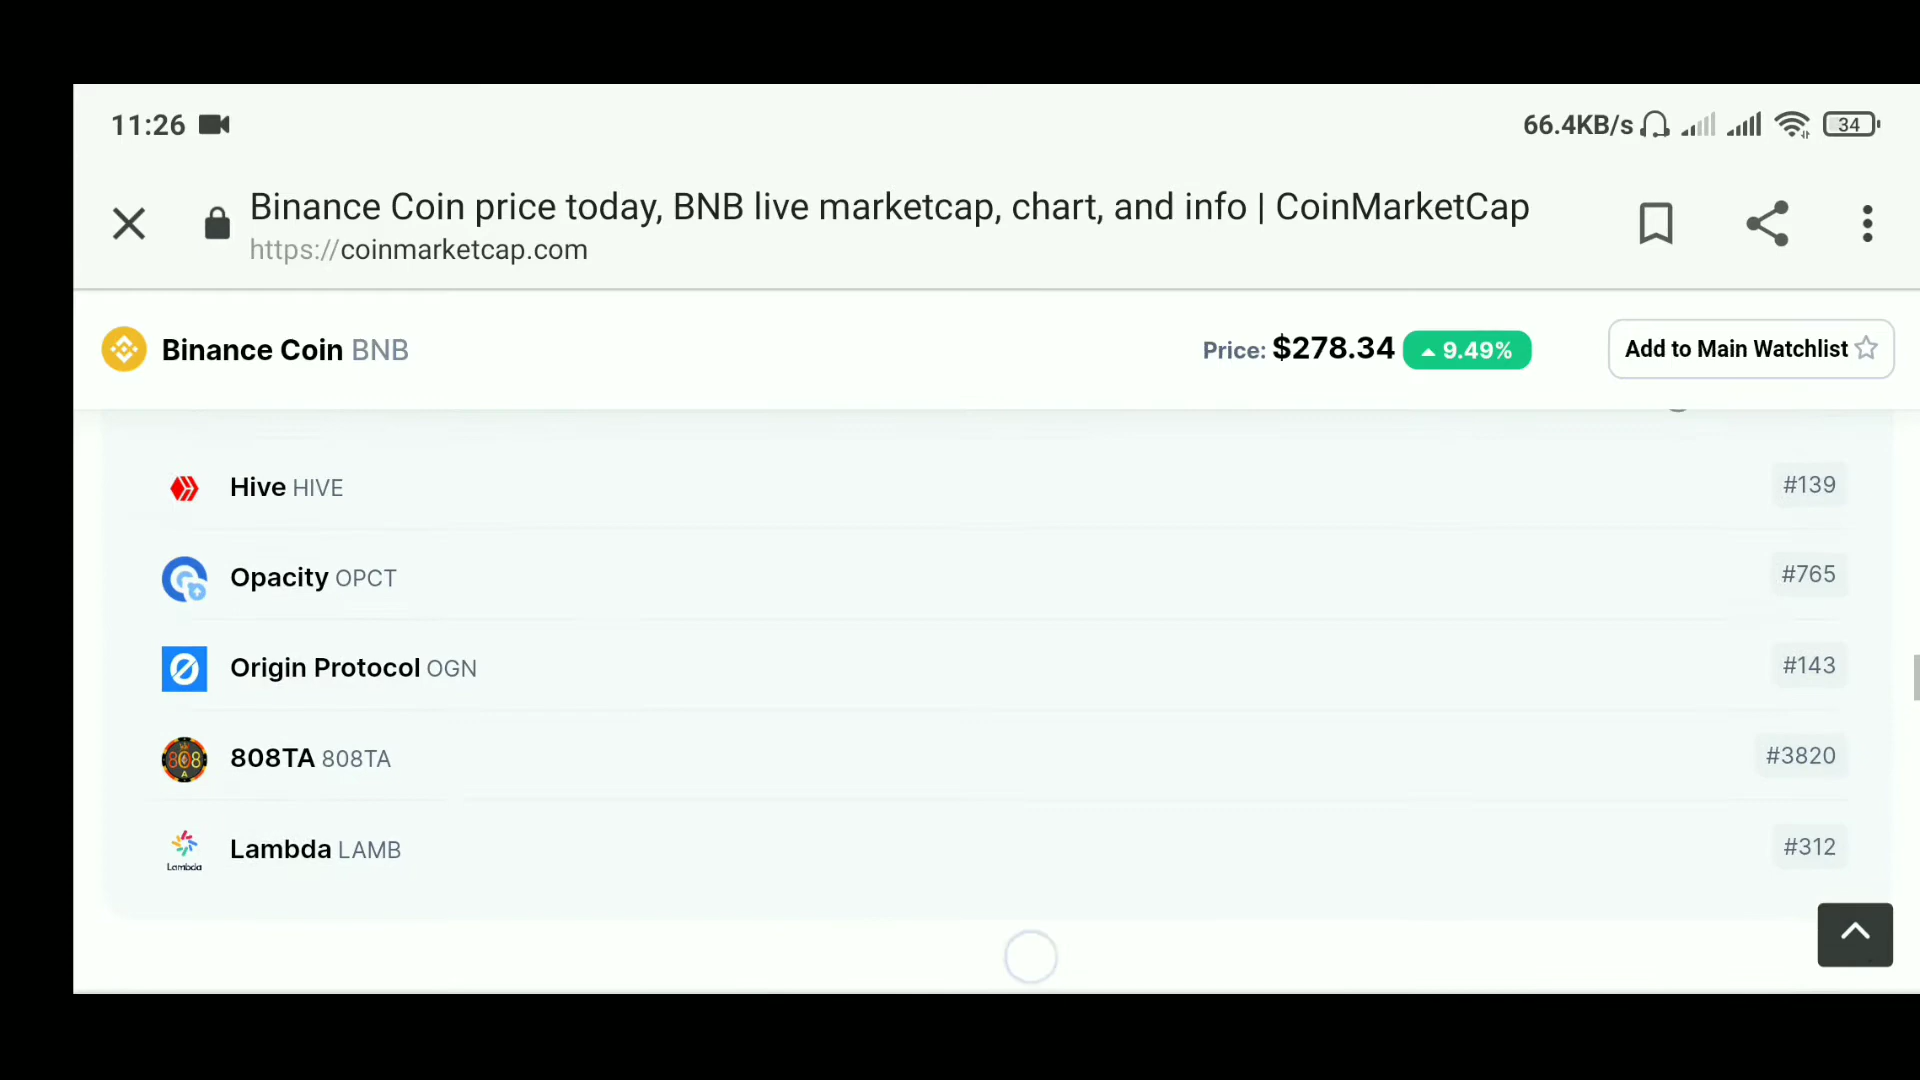 11:26 66.4KB/s 34
Binance Coin price today, BNB live marketcap, chart, and info | CoinMarketCap
https://coinmarketcap.com
Binance Coin BNB Price: $278.34 9.49% Add to Main Watchlist
Hive HIVE #139
Opacity OPCT #765
Origin Protocol OGN #143
808
A
808TA 808TA #3820
Lambda LAMB #312
Lambda